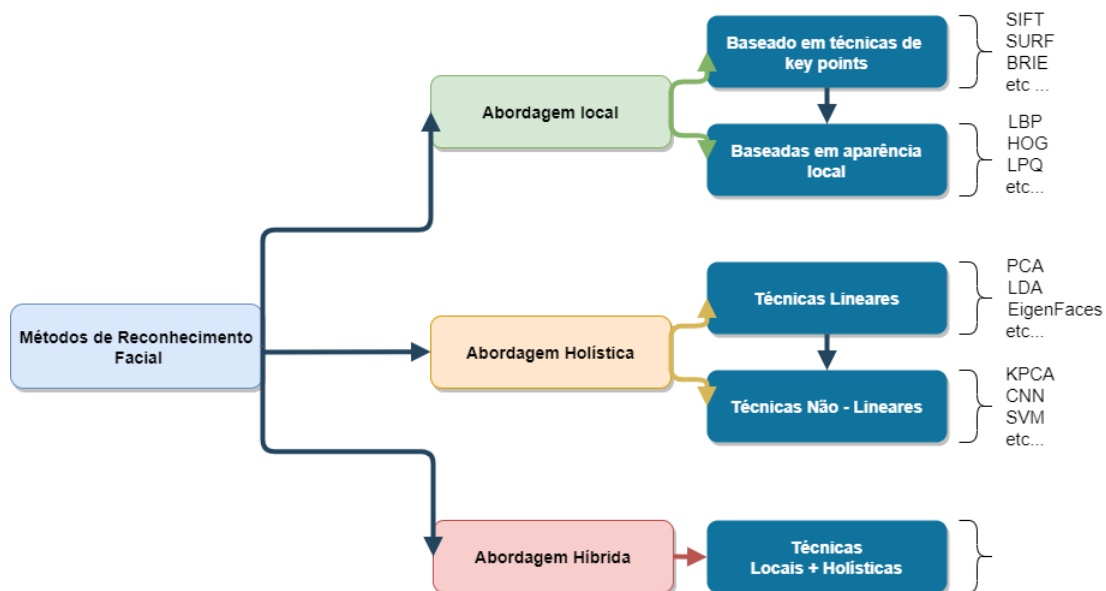 Métodos de Reconhecimento
Facial
Abordagem local
Baseado em técnicas de
key points
SIFT
SURF
BRIE
etc ...
Baseadas em aparência
local
LBP
HOG
LPQ
etc...
Abordagem Holística
Técnicas Lineares
PCA
LDA
EigenFaces
etc...
Técnicas Não - Lineares
KPCA
CNN
SVM
etc...
Abordagem Híbrida
Técnicas
Locais + Holísticas